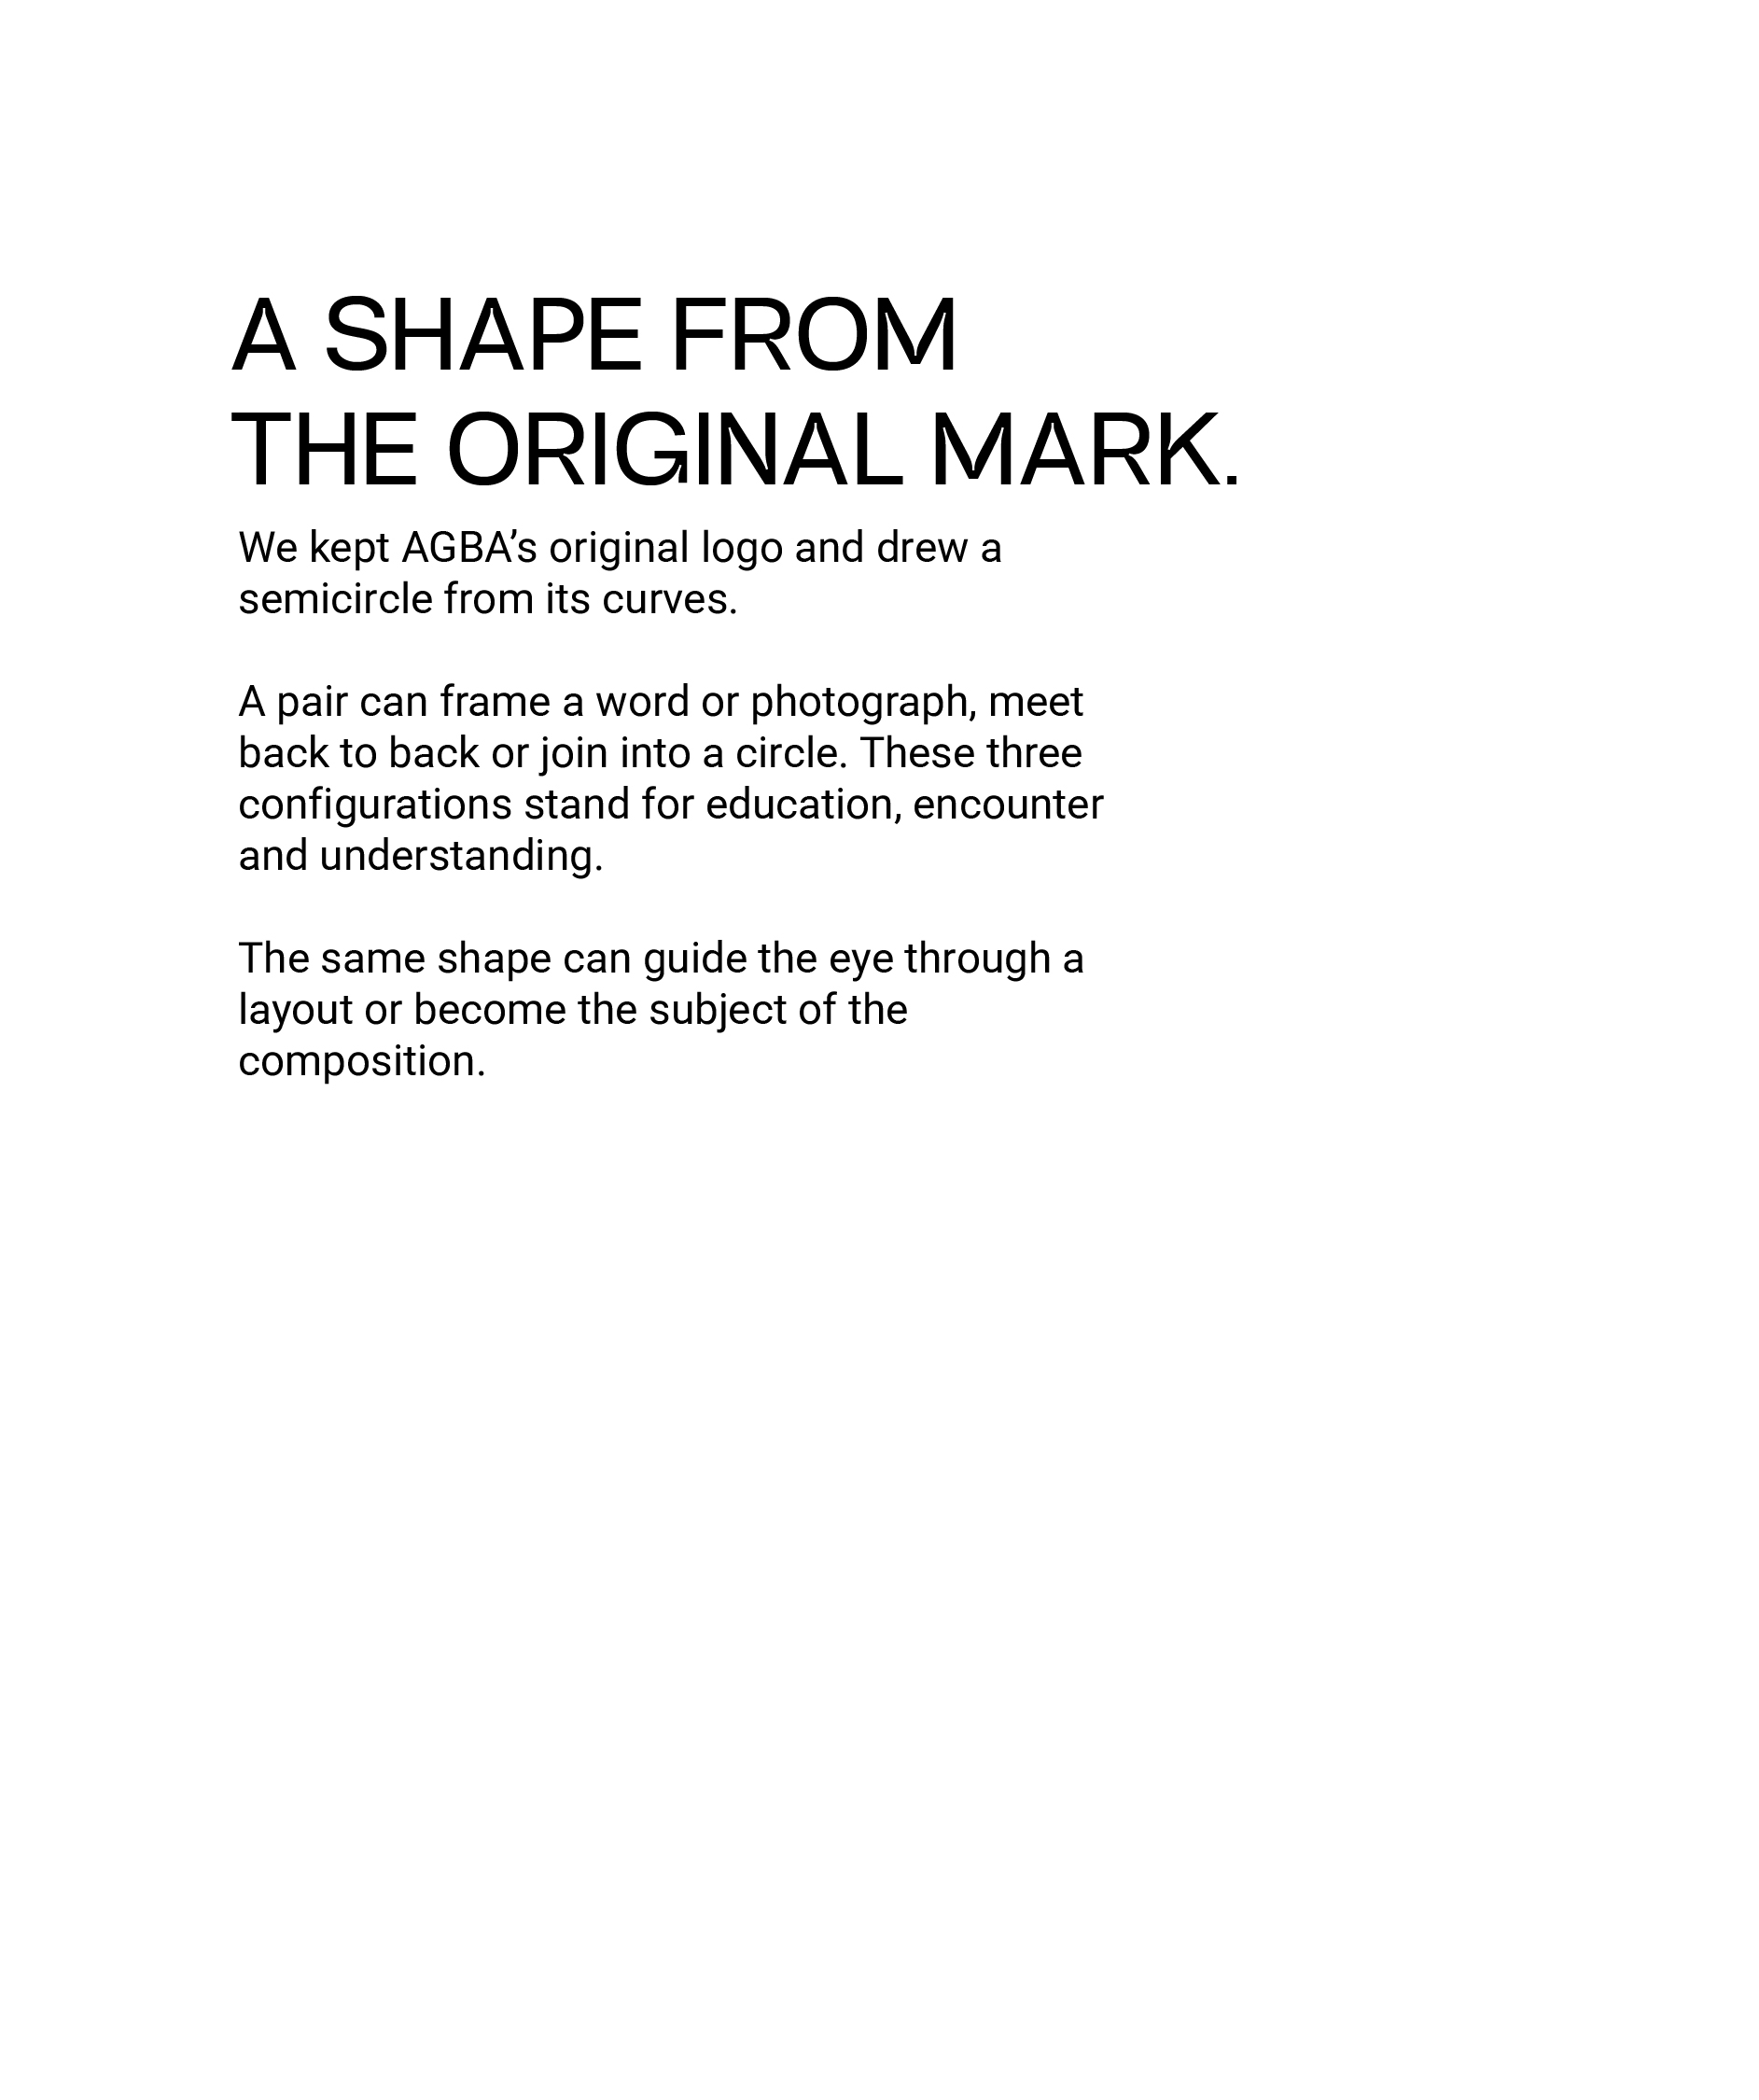 A SHAPE FROM
THE ORIGINAL MARK.
We kept AGBA’s original logo and drew a
semicircle from its curves.
A pair can frame a word or photograph, meet
back to back or join into a circle. These three
configurations stand for education, encounter
and understanding.
The same shape can guide the eye through a
layout or become the subject of the
composition.